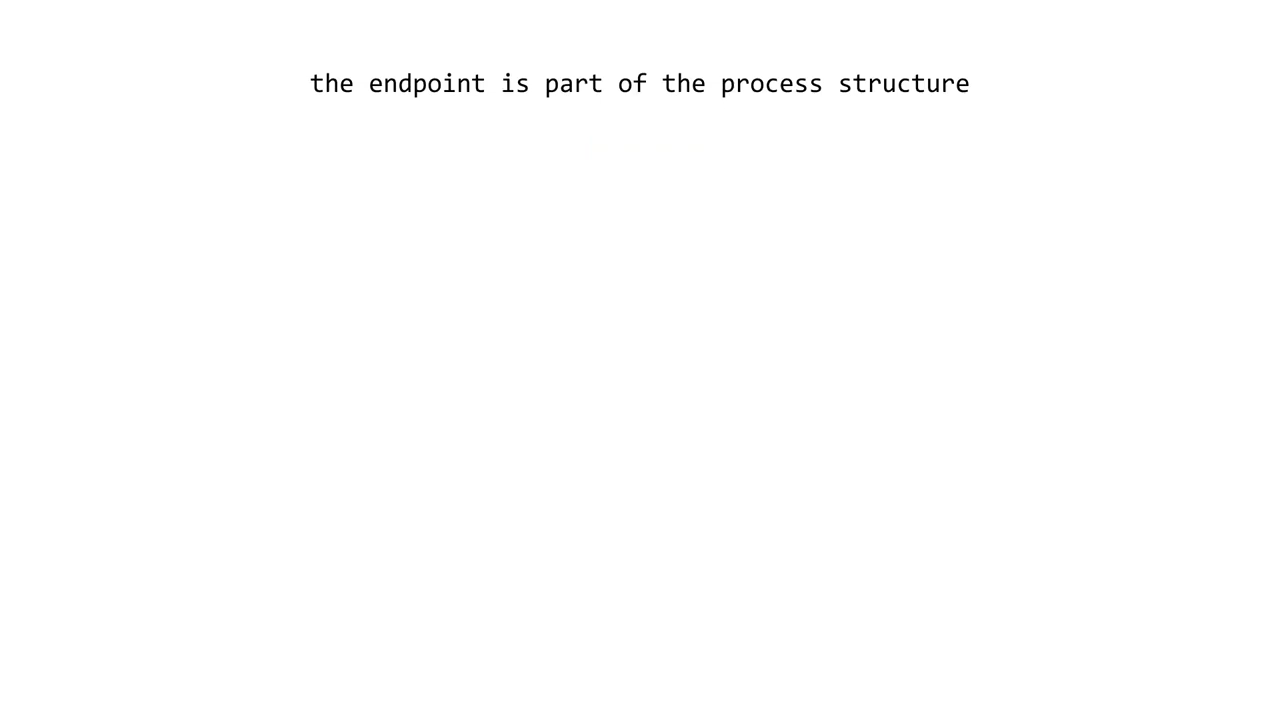 the endpoint is part of the process structure